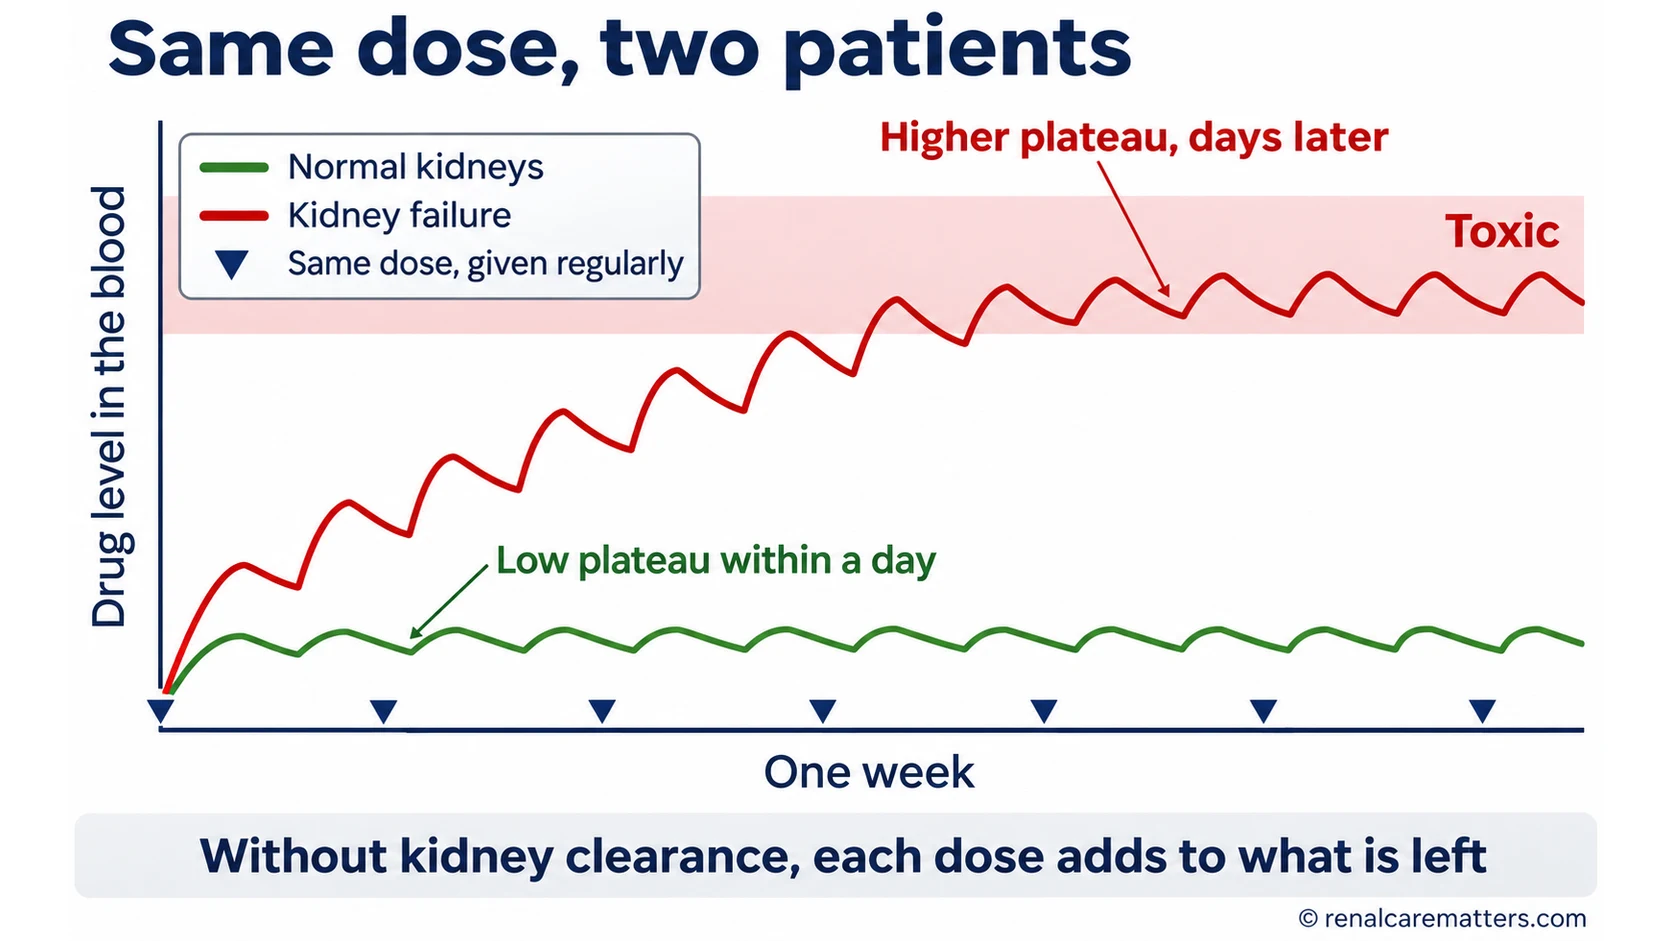 Same dose, two patients
Higher plateau, days later
Normal kidneys
Kidney failure
Same dose, given regularly
Toxic
Drug level in the blood
Low plateau within a day
One week
Without kidney clearance, each dose adds to what is left
© renalcarematters.com